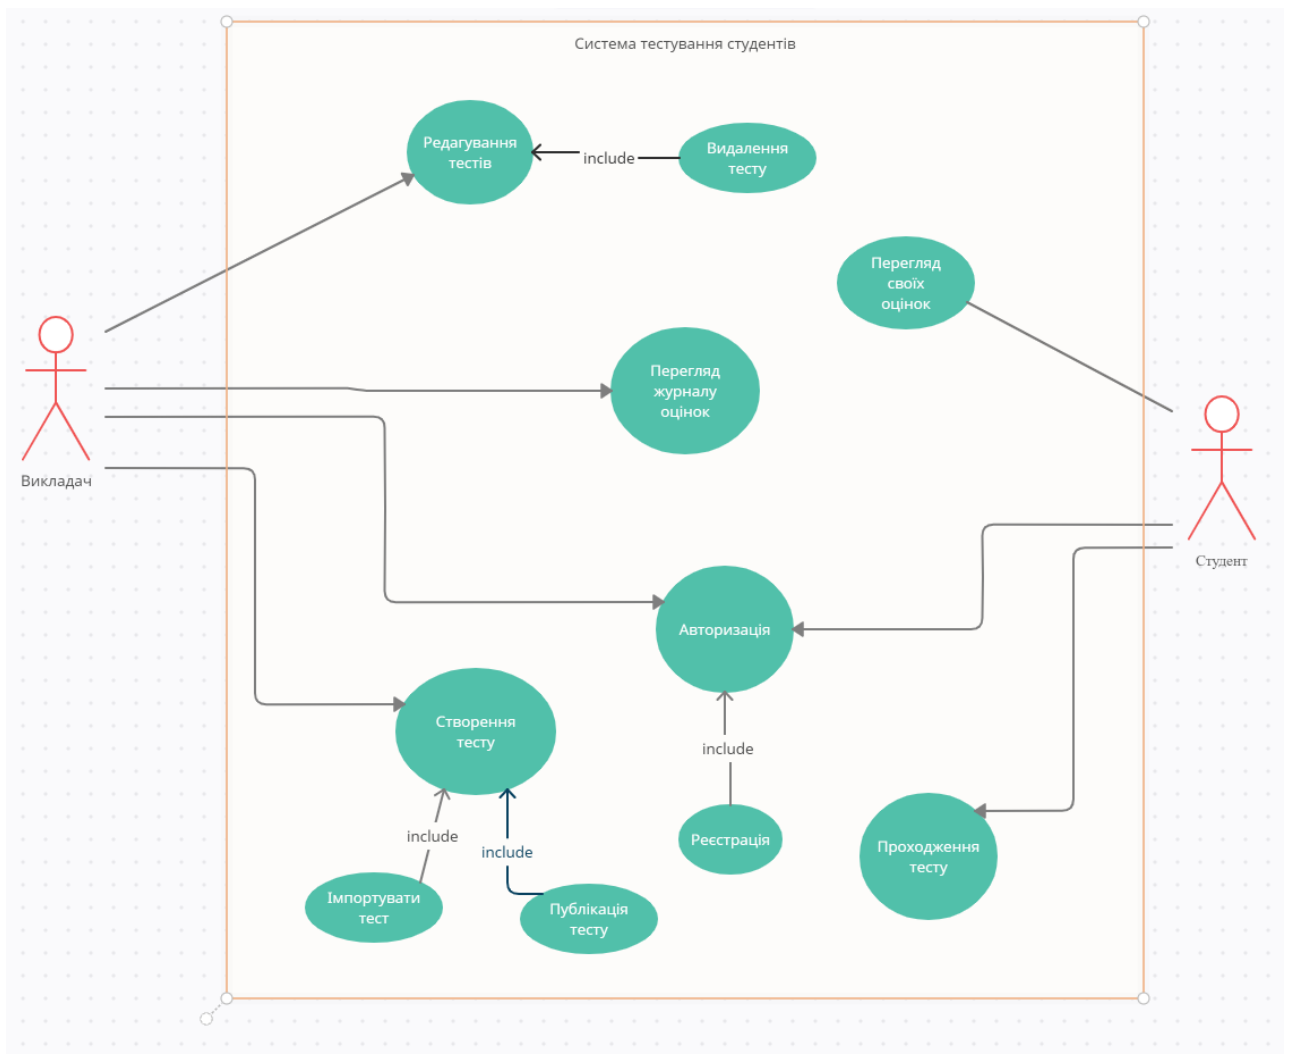 Система тестування студентів
Редагування
тестів
include
Видалення
тесту
Перегляд
своїх
оцінок
Перегляд
журналу
оцінок
Викладач
Студент
Авторизація
Створення
тесту
include
include
include
Реєстрація
Проходження
тесту
Імпортувати
тест
Публікація
тесту